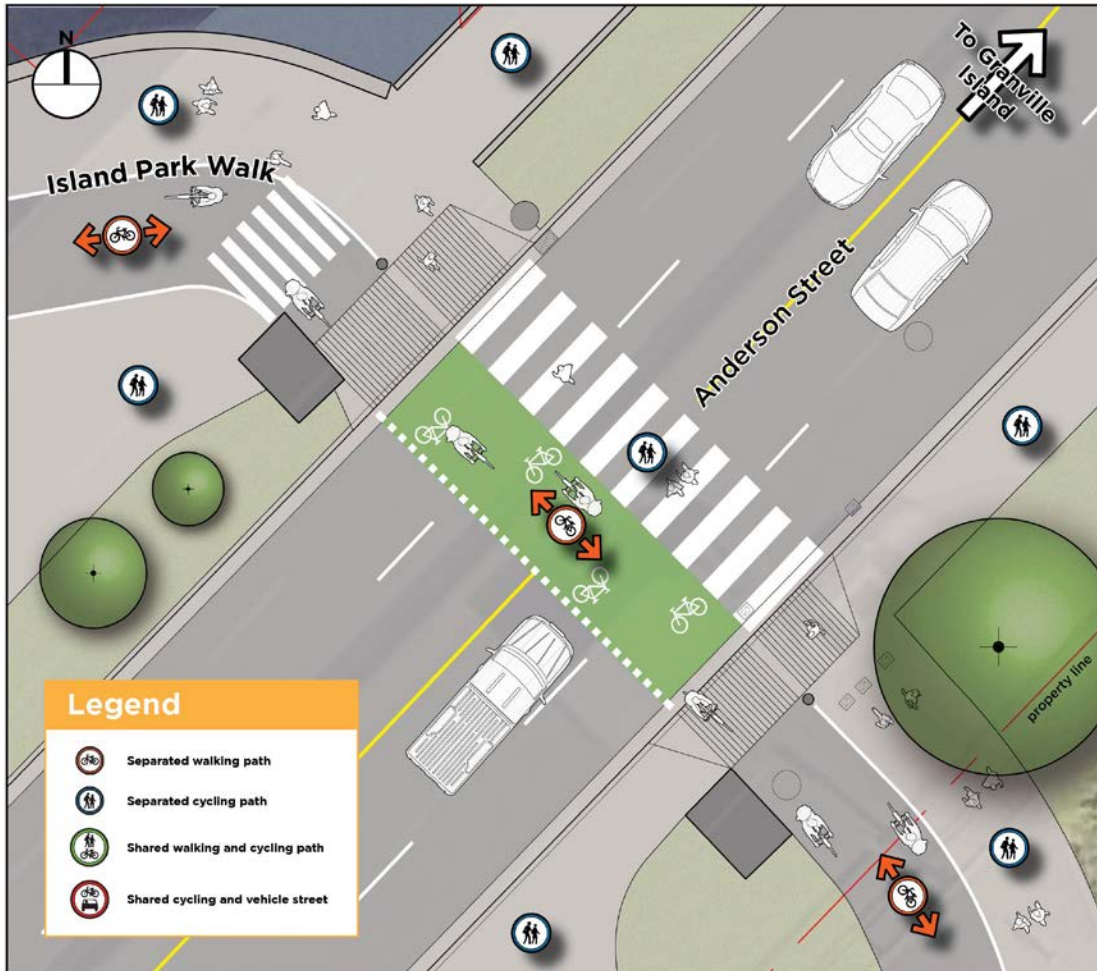 N
To Granville
Island
Island Park Walk
Anderson Street
property line
Legend
Separated walking path
Separated cycling path
Shared walking and cycling path
Shared cycling and vehicle street